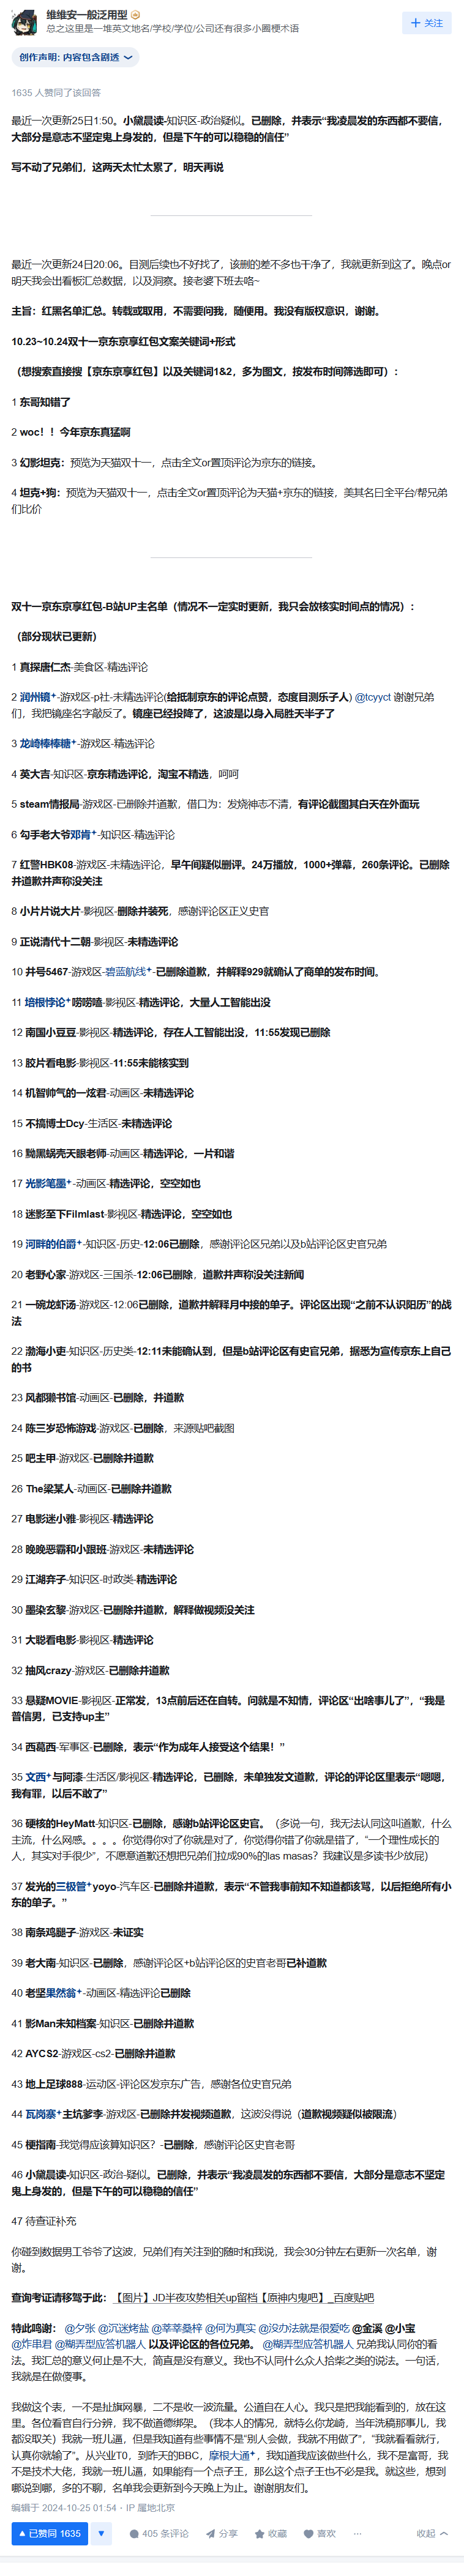 维维安一般泛用型
总之这里是一堆英文地名/学校/学位/公司还有很多小圈梗术语
关注
创作声明: 内容包含剧透
1635 人赞同了该回答
最近一次更新25日1:50。小黛晨读-知识区-政治疑似。已删除，并表示“我凌晨发的东西都不要信，
大部分是意志不坚定鬼上身发的，但是下午的可以稳稳的信任”
写不动了兄弟们，这两天太忙太累了，明天再说
最近一次更新24日20:06。目测后续也不好找了，该删的差不多也干净了，我就更新到这了。晚点or
明天我会出看板汇总数据，以及洞察。接老婆下班去咯~
主旨：红黑名单汇总。转载或取用，不需要问我，随便用。我没有版权意识，谢谢。
10.23~10.24双十一京东京享红包文案关键词+形式
（想搜索直接搜【京东京享红包】以及关键词1&2，多为图文，按发布时间筛选即可）：
1 东哥知错了
2 woc！！今年京东真猛啊
3 幻影坦克：预览为天猫双十一，点击全文or置顶评论为京东的链接。
4 坦克+狗：预览为天猫双十一，点击全文or置顶评论为天猫+京东的链接，美其名曰全平台/帮兄弟
们比价
双十一京东京享红包-B站UP主名单（情况不一定实时更新，我只会放核实时间点的情况）：
（部分现状已更新）
1 真探唐仁杰-美食区-精选评论
2 润州镜-游戏区-p社-未精选评论(给抵制京东的评论点赞，态度目测乐子人) @tcyyct 谢谢兄弟
们，我把镜座名字敲反了。镜座已经投降了，这波是以身入局胜天半子了
3 龙崎棒棒糖-游戏区-精选评论
4 英大吉-知识区-京东精选评论，淘宝不精选，呵呵
5 steam情报局-游戏区-已删除并道歉，借口为：发烧神志不清，有评论截图其白天在外面玩
6 勾手老大爷邓肯-知识区-精选评论
7 红警HBK08-游戏区-未精选评论，早午间疑似删评。24万播放，1000+弹幕，260条评论。已删除
并道歉并声称没关注
8 小片片说大片-影视区-删除并装死，感谢评论区正义史官
9 正说清代十二朝-影视区-未精选评论
10 井号5467-游戏区-碧蓝航线-已删除道歉，并解释929就确认了商单的发布时间。
11 培根悖论唠唠嗑-影视区-精选评论，大量人工智能出没
12 南国小豆豆-影视区-精选评论，存在人工智能出没，11:55发现已删除
13 胶片看电影-影视区-11:55未能核实到
14 机智帅气的一炫君-动画区-未精选评论
15 不搞博士Dcy-生活区-未精选评论
16 黝黑蜗壳天眼老师-动画区-精选评论，一片和谐
17 光影笔墨-动画区-精选评论，空空如也
18 迷影至下Filmlast-影视区-精选评论，空空如也
19 河畔的伯爵-知识区-历史-12:06已删除，感谢评论区兄弟以及b站评论区史官兄弟
20 老野心家-游戏区-三国杀-12:06已删除，道歉并声称没关注新闻
21 一碗龙虾汤-游戏区-12:06已删除，道歉并解释月中接的单子。评论区出现“之前不认识阳历”的战
法
22 渤海小吏-知识区-历史类-12:11未能确认到，但是b站评论区有史官兄弟，据悉为宣传京东上自己
的书
23 风都獭书馆-动画区-已删除，并道歉
24 陈三岁恐怖游戏-游戏区-已删除，来源贴吧截图
25 吧主甲-游戏区-已删除并道歉
26 The梁某人-动画区-已删除并道歉
27 电影迷小雅-影视区-精选评论
28 晚晚恶霸和小跟班-游戏区-未精选评论
29 江湖弃子-知识区-时政类-精选评论
30 墨染玄黎-游戏区-已删除并道歉，解释做视频没关注
31 大聪看电影-影视区-精选评论
32 抽风crazy-游戏区-已删除并道歉
33 悬疑MOVIE-影视区-正常发，13点前后还在自转。问就是不知情，评论区“出啥事儿了”，“我是
普信男，已支持up主”
34 西葛西-军事区-已删除，表示“作为成年人接受这个结果！”
35 文西与阿漆-生活区/影视区-精选评论，已删除，未单独发文道歉，评论的评论区里表示“嗯嗯，
我有罪，以后不敢了”
36 硬核的HeyMatt-知识区-已删除，感谢b站评论区史官。（多说一句，我无法认同这叫道歉，什么
主流，什么网感。。。。你觉得你对了你就是对了，你觉得你错了你就是错了，“一个理性成长的
人，其实对手很少”，不愿意道歉还想把兄弟们拉成90%的las masas？我建议是多读书少放屁）
37 发光的三极管yoyo-汽车区-已删除并道歉，表示“不管我事前知不知道都该骂，以后拒绝所有小
东的单子。”
38 南条鸡腿子-游戏区-未证实
39 老大南-知识区-已删除，感谢评论区+b站评论区的史官老哥已补道歉
40 老坚果然翁-动画区-精选评论已删除
41 影Man未知档案-知识区-已删除并道歉
42 AYCS2-游戏区-cs2-已删除并道歉
43 地上足球888-运动区-评论区发京东广告，感谢各位史官兄弟
44 瓦岗寨主坑爹李-游戏区-已删除并发视频道歉，这波没得说（道歉视频疑似被限流）
45 梗指南-我觉得应该算知识区？-已删除，感谢评论区史官老哥
46 小黛晨读-知识区-政治-疑似。已删除，并表示“我凌晨发的东西都不要信，大部分是意志不坚定
鬼上身发的，但是下午的可以稳稳的信任”
47 待查证补充
你碰到数据男工爷爷了这波，兄弟们有关注到的随时和我说，我会30分钟左右更新一次名单，谢
谢。
查询考证请移驾于此：【图片】JD半夜攻势相关up留档【原神内鬼吧】_百度贴吧
特此鸣谢： @夕张 @沉迷烤盐 @莘莘桑梓 @何为真实 @没办法就是很爱吃 @金溪 @小宝
@炸串君 @糊弄型应答机器人 以及评论区的各位兄弟。 @糊弄型应答机器人 兄弟我认同你的看
法。我汇总的意义何止是不大，简直是没有意义。我也不认同什么众人拾柴之类的说法。一句话，
我就是在做傻事。
我做这个表，一不是扯旗网暴，二不是收一波流量。公道自在人心。我只是把我能看到的，放在这
里。各位看官自行分辨，我不做道德绑架。（我本人的情况，就特么你龙崎，当年洗稿那事儿，我
都没取关）我就一班儿逼，但是我知道有些事情不是“别人会做，我就不用做了”，“我就看看就行，
认真你就输了”。从兴业T0，到昨天的BBC，摩根大通，我知道我应该做些什么，我不是富哥，我
不是技术大佬，我就一班儿逼，如果能有一个点子王，那么这个点子王也不必是我。就这些，想到
哪说到哪，多的不聊，名单我会更新到今天晚上为止。谢谢朋友们。
编辑于 2024-10-25 01:54・IP 属地北京
已赞同 1635
405 条评论
分享
收藏
喜欢
收起